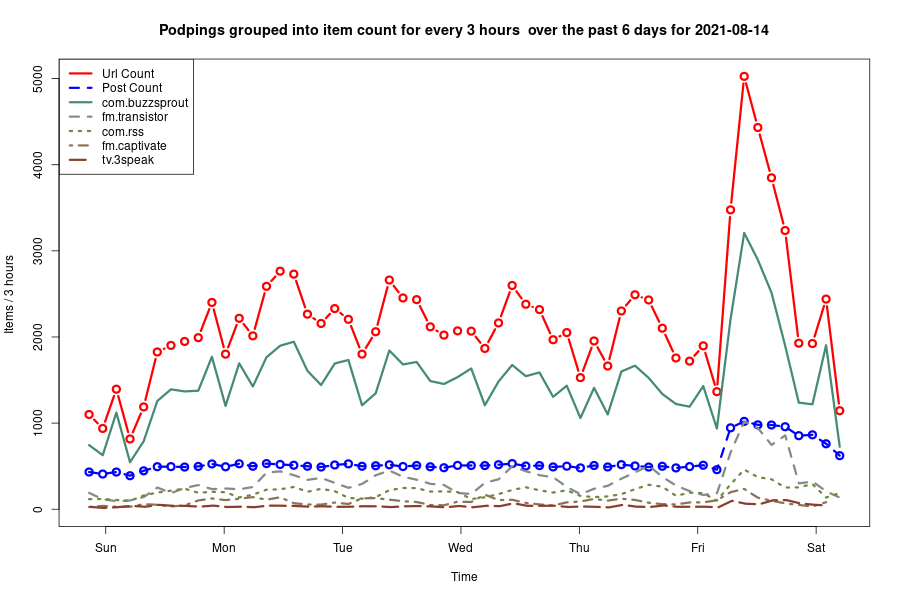 Podpings grouped into item count for every 3 hours  over the past 6 days for 2021-08-14
Url Count
Post Count
com.buzzsprout
fm.transistor
com.rss
fm.captivate
tv.3speak
Items / 3 hours
5000
4000
3000
2000
1000
0
Sun Mon Tue Wed Thu Fri Sat
Time